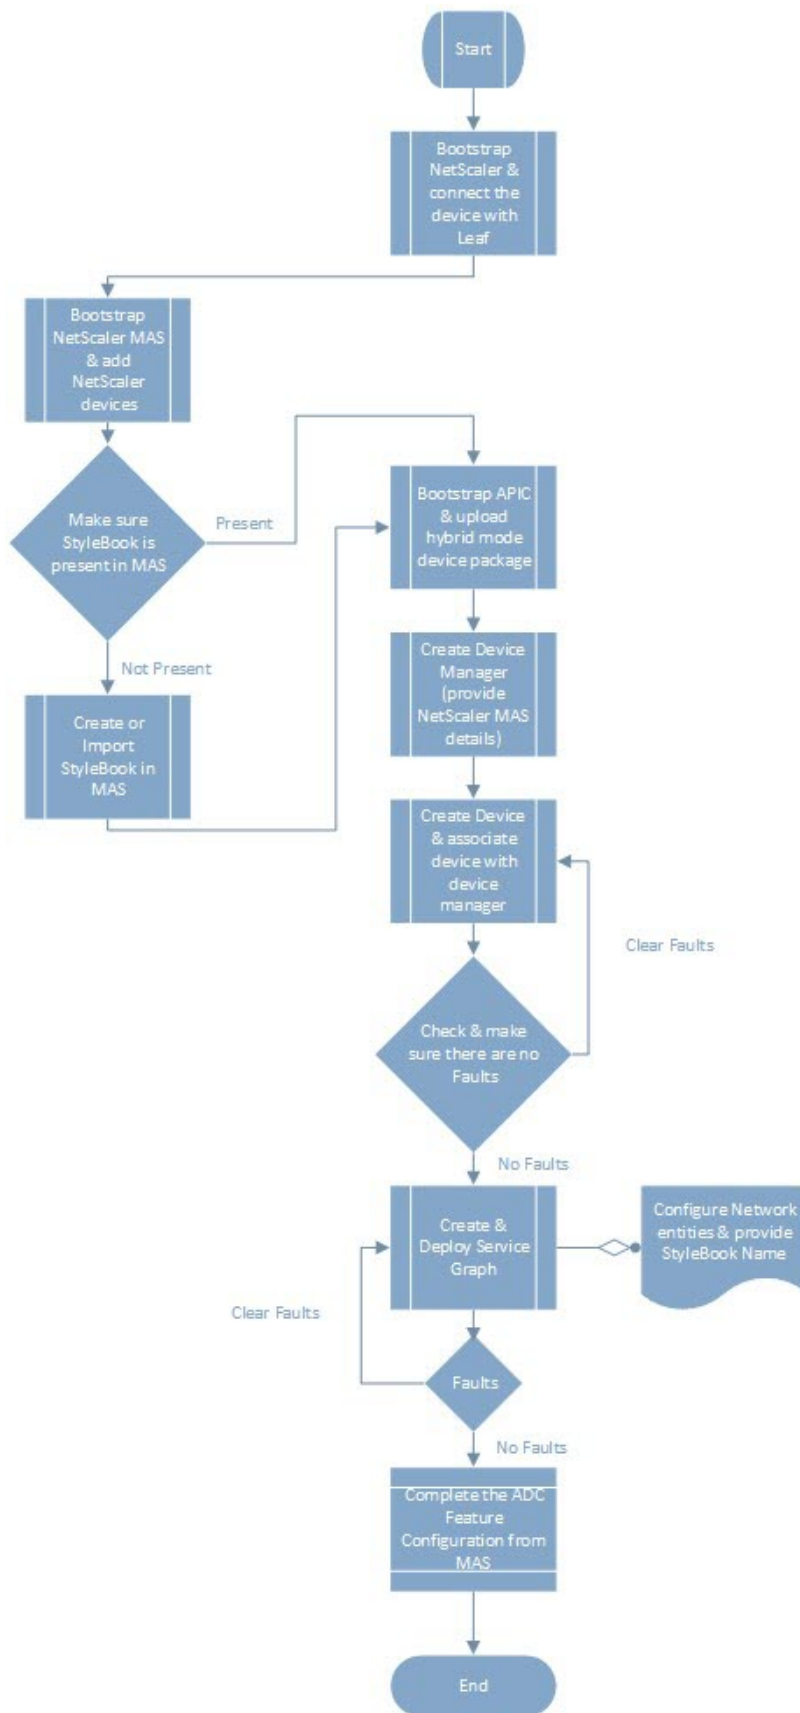 Start
Bootstrap
NetScaler &
connect the
device with
Leaf
Bootstrap
NetScaler MAS
& add
NetScaler
devices
Make sure
StyleBook is
present in MAS
Present
Bootstrap APIC
& upload
hybrid mode
device package
Not Present
Create or
Import
StyleBook in
MAS
Create Device
Manager
(provide
NetScaler MAS
details)
Create Device
& associate
device with
device
manager
Clear Faults
Check & make
sure there are no
Faults
No Faults
Create &
Deploy Service
Graph
Configure Network
entities & provide
StyleBook Name
Clear Faults
Faults
No Faults
Complete the ADC
Feature
Configuration from
MAS
End